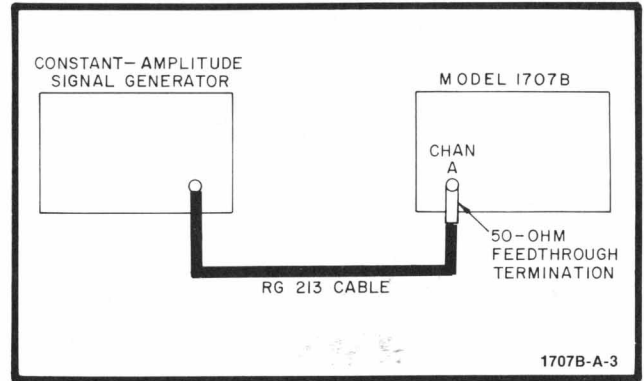 CONSTANT-AMPLITUDE
SIGNAL GENERATOR
MODEL 1707B
CHAN
A
50-OHM
FEEDTHROUGH
TERMINATION
RG 213 CABLE
1707B-A-3